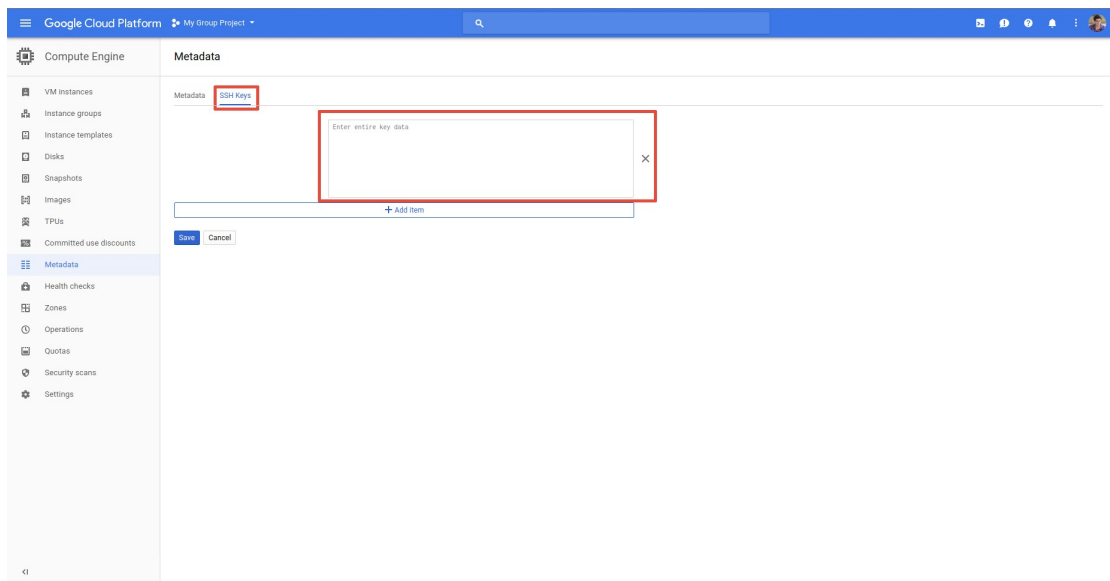 Google Cloud Platform My Group Project
Compute Engine
Metadata
VM instances
Instance groups
Instance templates
Disks
Snapshots
Images
TPUs
Committed use discounts
Metadata
Health checks
Zones
Operations
Quotas
Security scans
Settings
Metadata SSH Keys
Enter entire key data
+ Add item
Save Cancel